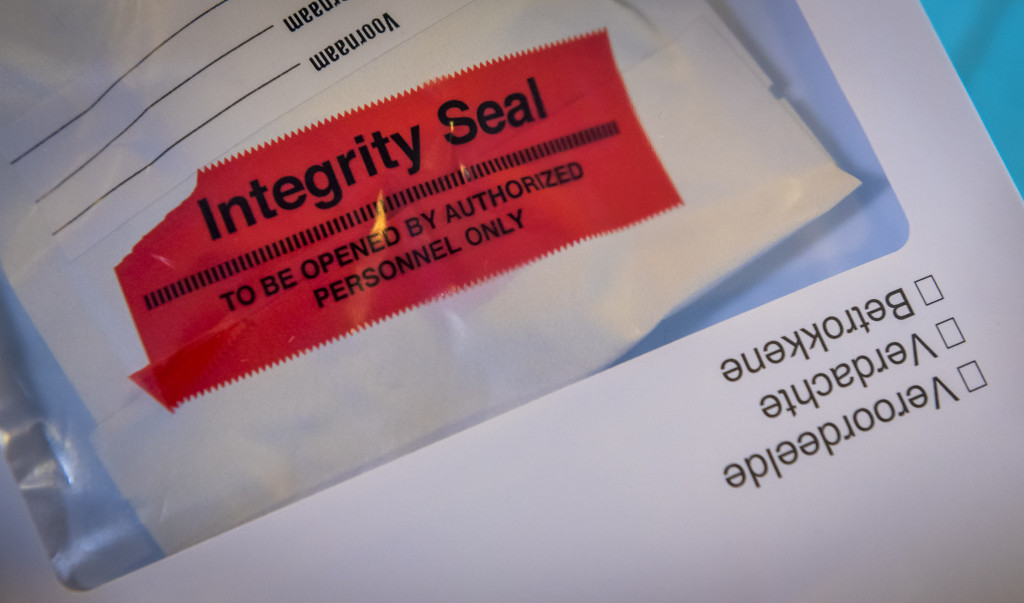 Voornaam
Integrity Seal
TO BE OPENED BY AUTHORIZED
PERSONNEL ONLY
Veroordeelde
Verdachte
Betrokkene